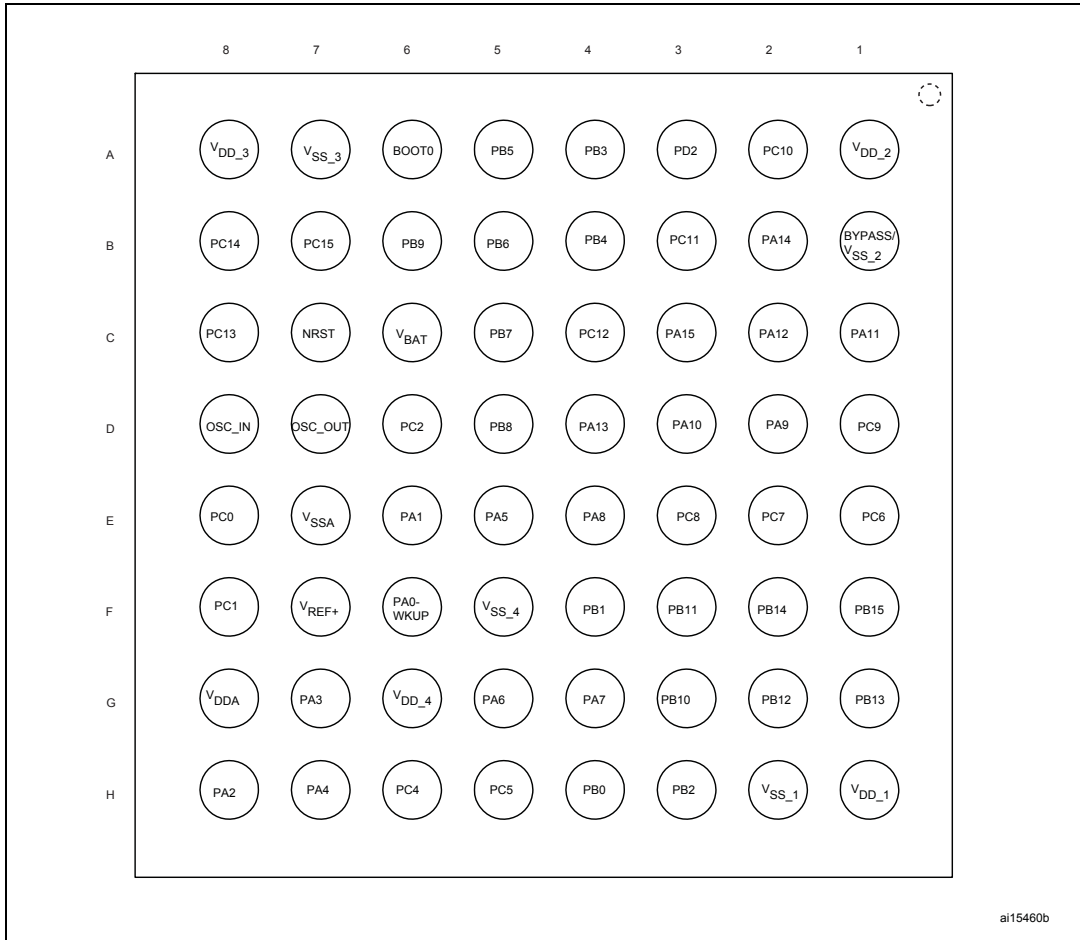 8 7 6 5 4 3 2 1
A VDD_3 VSS_3 BOOT0 PB5 PB3 PD2 PC10 VDD_2
B PC14 PC15 PB9 PB6 PB4 PC11 PA14 BYPASS/
VSS_2
C PC13 NRST VBAT PB7 PC12 PA15 PA12 PA11
D OSC_IN OSC_OUT PC2 PB8 PA13 PA10 PA9 PC9
E PC0 VSSA PA1 PA5 PA8 PC8 PC7 PC6
F PC1 VREF+ PA0-
WKUP VSS_4 PB1 PB11 PB14 PB15
G VDDA PA3 VDD_4 PA6 PA7 PB10 PB12 PB13
H PA2 PA4 PC4 PC5 PB0 PB2 VSS_1 VDD_1
ai15460b